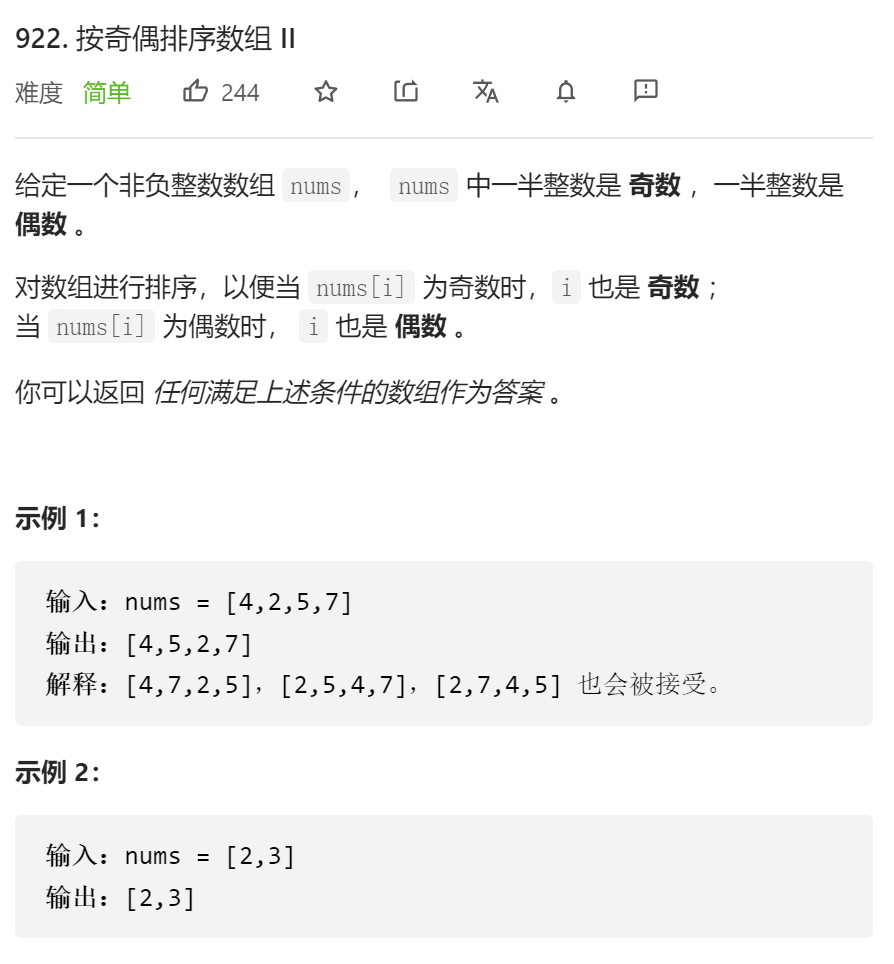 922. 按奇偶排序数组 II
难度 简单 244
给定一个非负整数数组 nums， nums 中一半整数是 奇数 ，一半整数是
偶数 。
对数组进行排序，以便当 nums[i] 为奇数时， i 也是 奇数 ；
当 nums[i] 为偶数时， i 也是 偶数 。
你可以返回 任何满足上述条件的数组作为答案 。
示例 1：
输入：nums = [4,2,5,7]
输出：[4,5,2,7]
解释：[4,7,2,5]，[2,5,4,7]，[2,7,4,5] 也会被接受。
示例 2：
输入：nums = [2,3]
输出：[2,3]